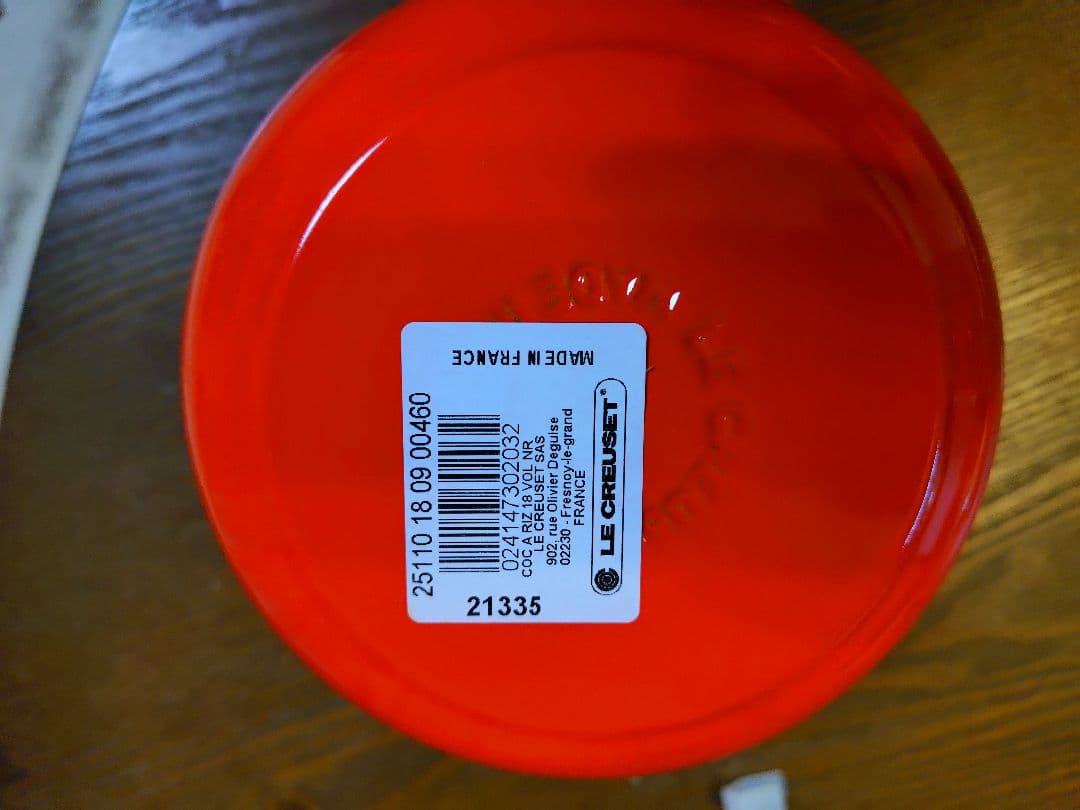 MADE IN FRANCE
LE CREUSET®
902, rue Olivier Deguise
02230 - Fresnoy-le-grand
FRANCE
LE CREUSET SAS
COC A RIZ 18 VOL NR
024147302032
25110 18 09 00460
21335